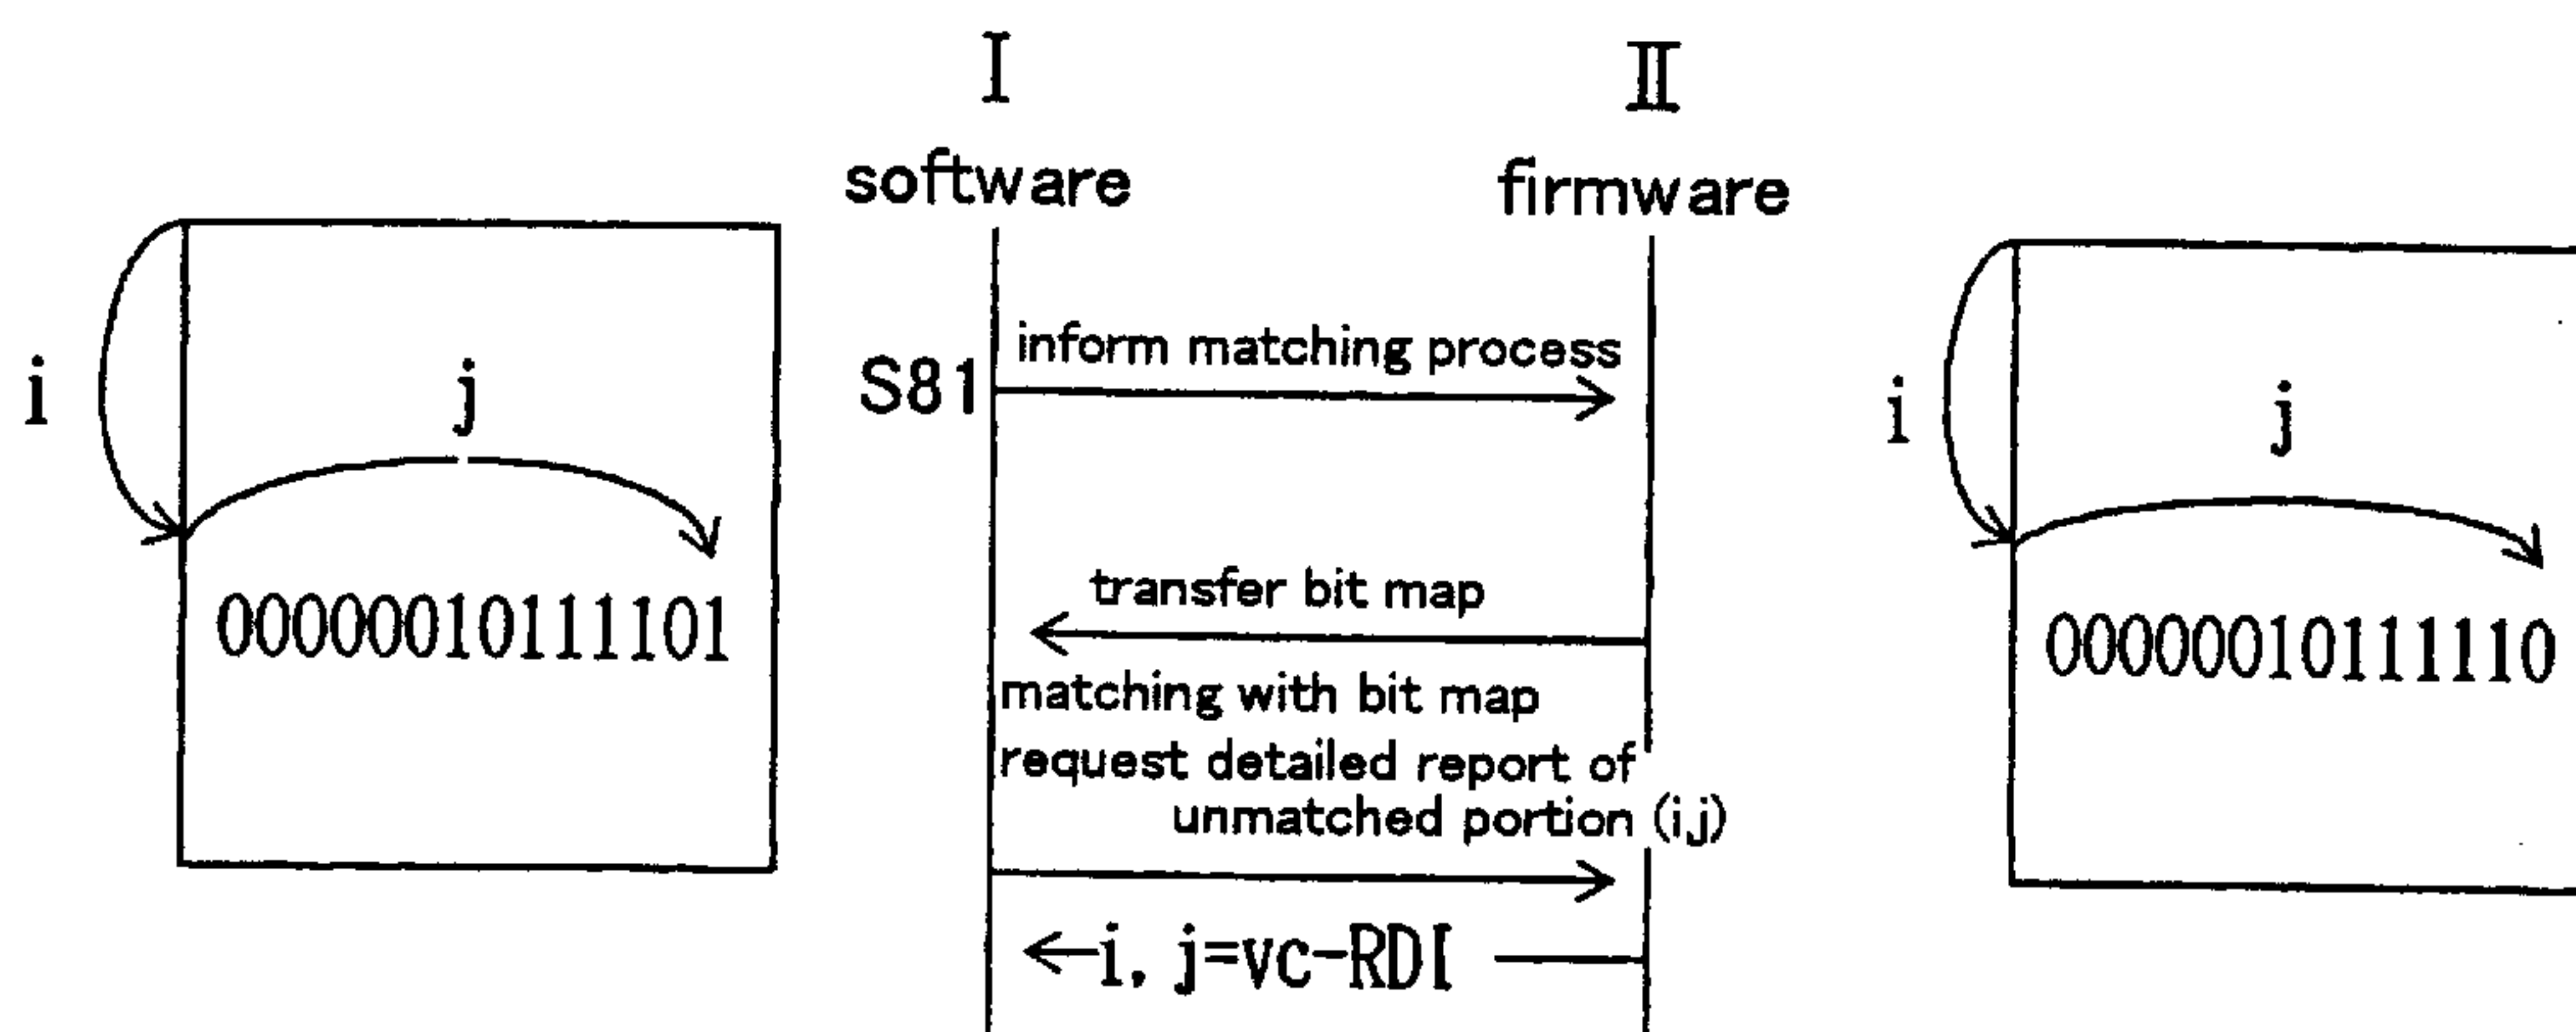 I
II
software
firmware
i
j
S81
inform matching process
i
j
transfer bit map
00000010111101
00000010111110
matching with bit map
request detailed report of
unmatched portion (i,j)
i, j=vc-RDI